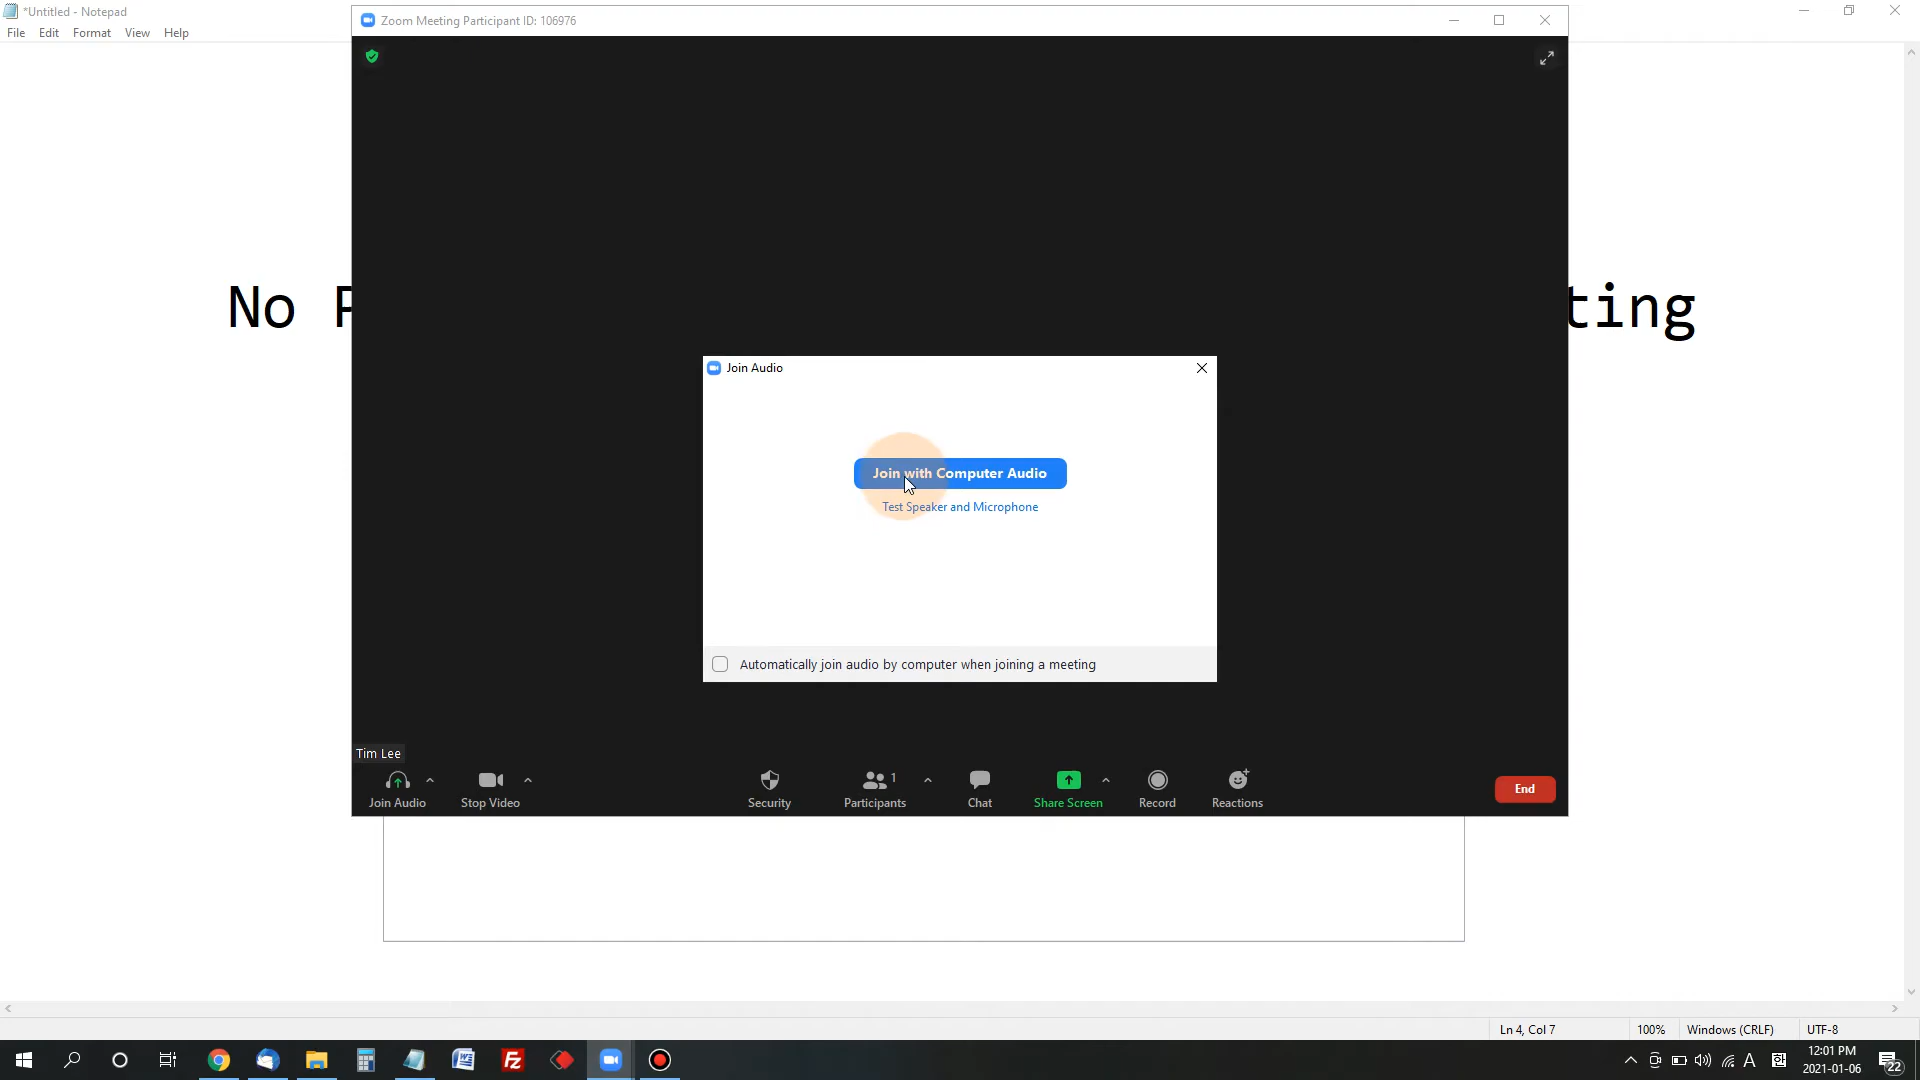 *Untitled - Notepad
File Edit Format View Help
Zoom Meeting Participant ID: 106976
No
ting
Join Audio
Join with Computer Audio
Test Speaker and Microphone
Automatically join audio by computer when joining a meeting
Tim Lee
Join Audio Stop Video Security Participants 1 Chat Share Screen Record Reactions End
Ln 4, Col 7 100% Windows (CRLF) UTF-8
A 12:01 PM
2021-01-06 22